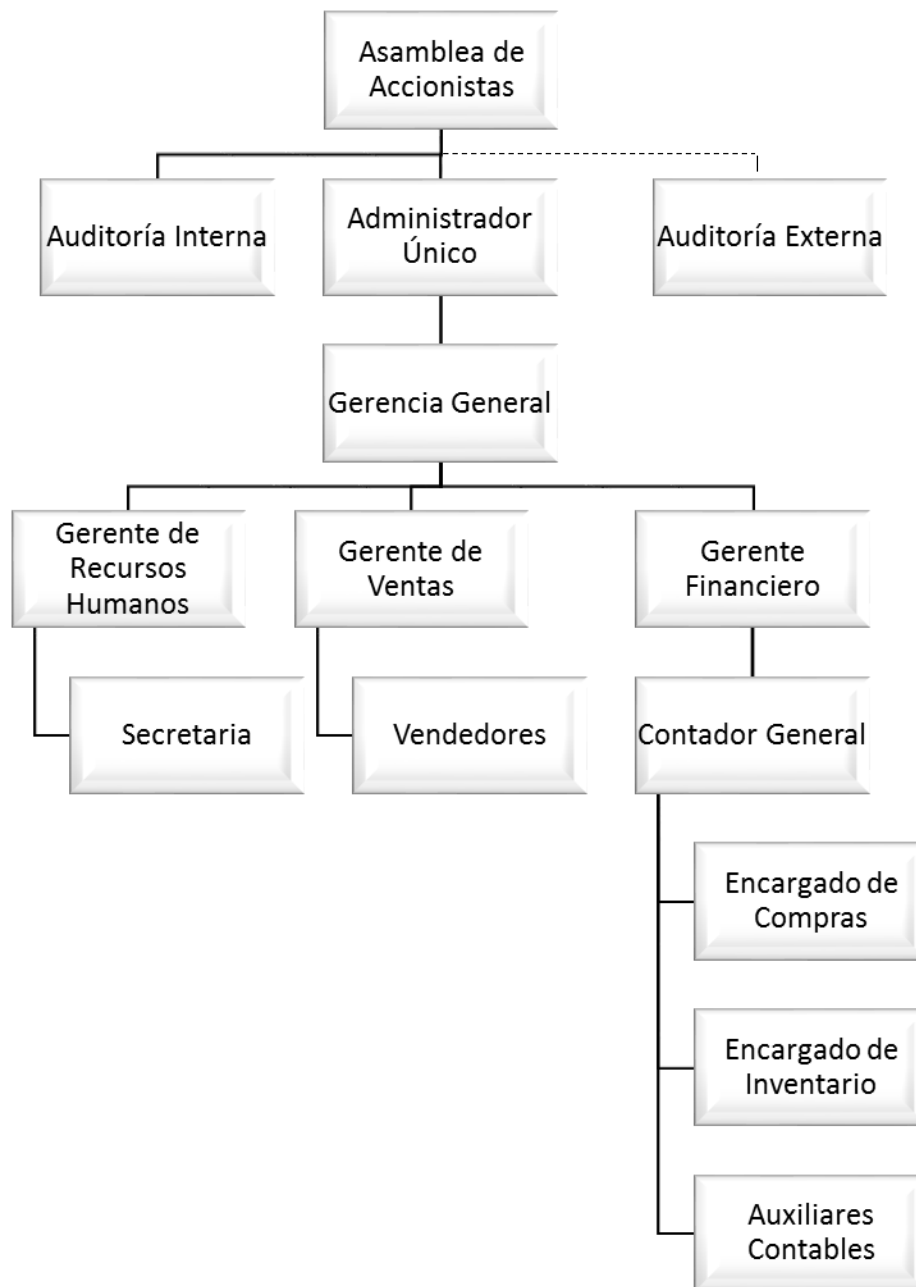 Asamblea de
Accionistas
Auditoría Interna
Administrador
Único
Auditoría Externa
Gerencia General
Gerente de
Recursos
Humanos
Gerente de
Ventas
Gerente
Financiero
Secretaria
Vendedores
Contador General
Encargado de
Compras
Encargado de
Inventario
Auxiliares
Contables